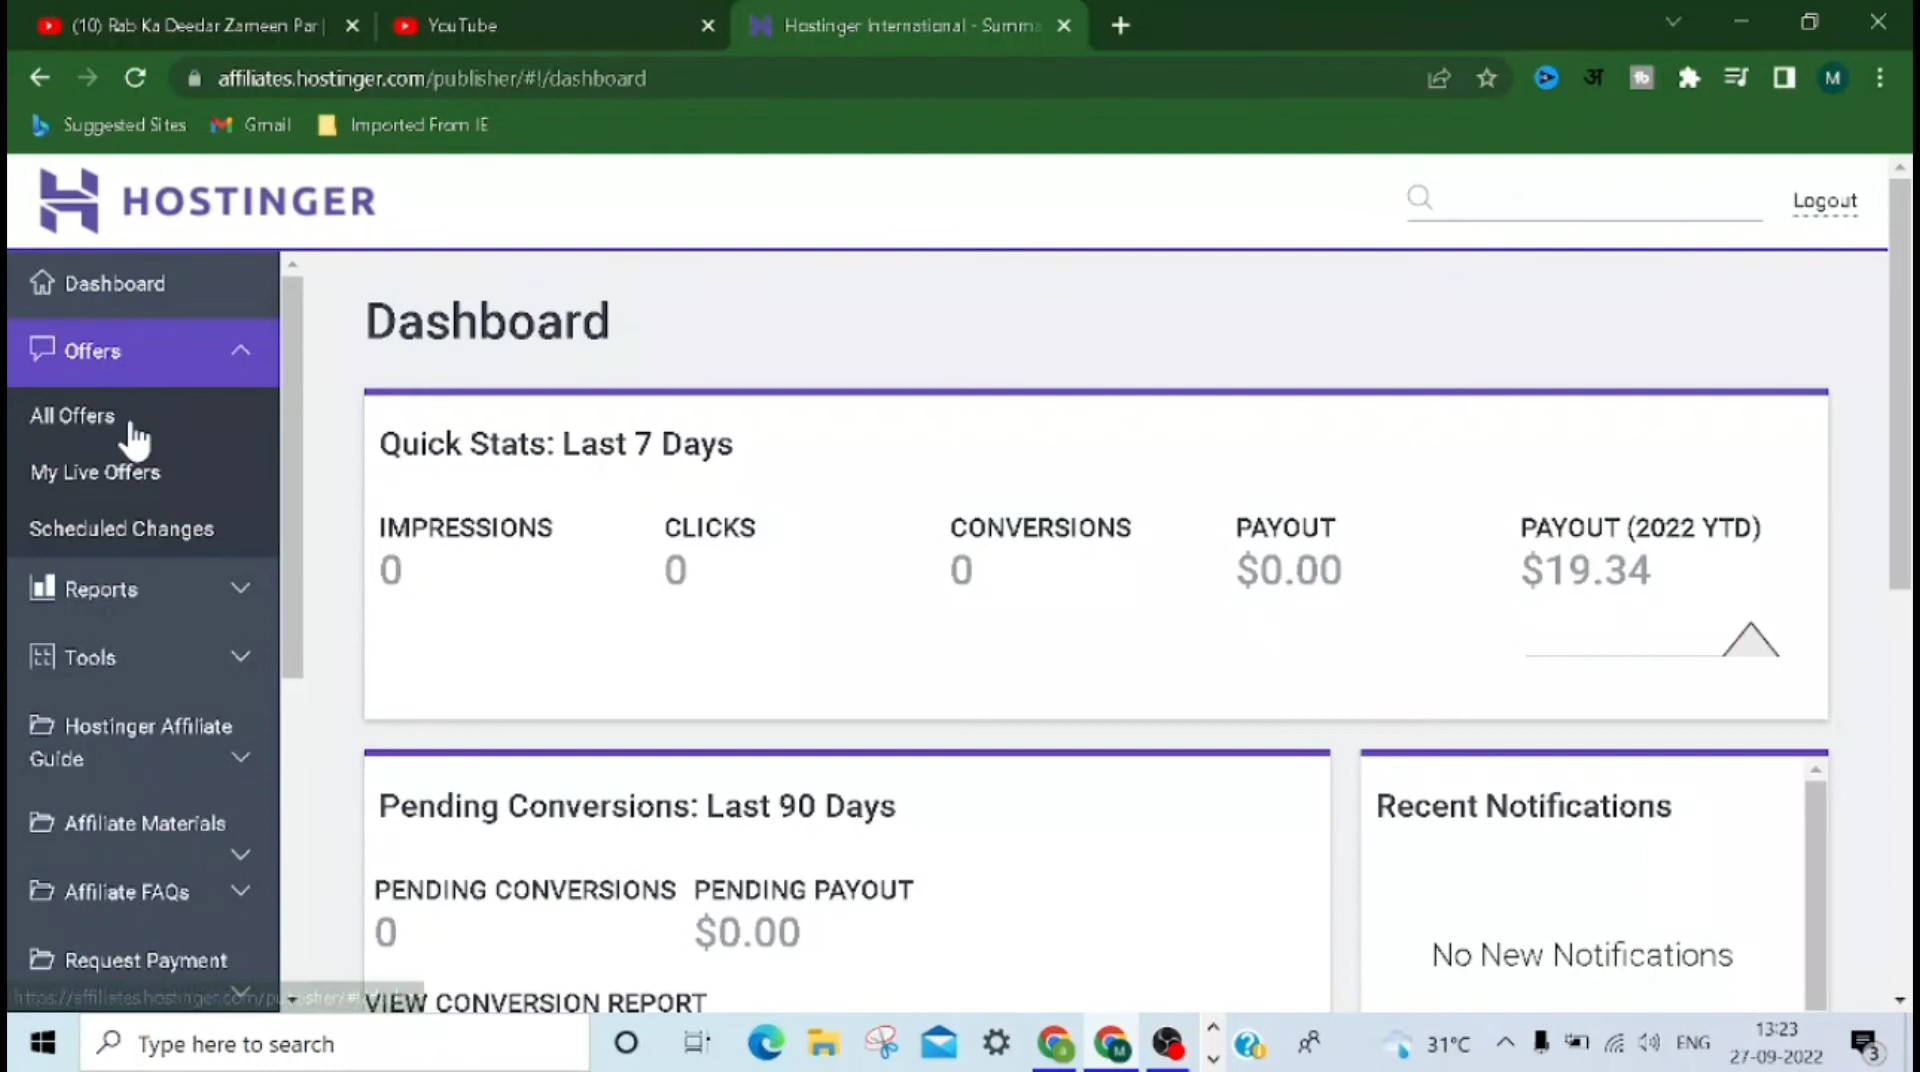 (10) Rab Ka Deedar Zameen Par |
YouTube
Hostinger International - Summa
affiliates.hostinger.com/publisher/#!/dashboard
अ
tb
M
Suggested Sites
Gmail
Imported From IE
HOSTINGER
Logout
Dashboard
Offers
All Offers
My Live Offers
Scheduled Changes
Reports
Tools
Hostinger Affiliate
Guide
Affiliate Materials
Affiliate FAQs
Request Payment
Dashboard
Quick Stats: Last 7 Days
IMPRESSIONS
0
CLICKS
0
CONVERSIONS
0
PAYOUT
$0.00
PAYOUT (2022 YTD)
$19.34
Pending Conversions: Last 90 Days
PENDING CONVERSIONS
0
PENDING PAYOUT
$0.00
VIEW CONVERSION REPORT
Recent Notifications
No New Notifications
Type here to search
31°C
ENG
13:23
27-09-2022
3